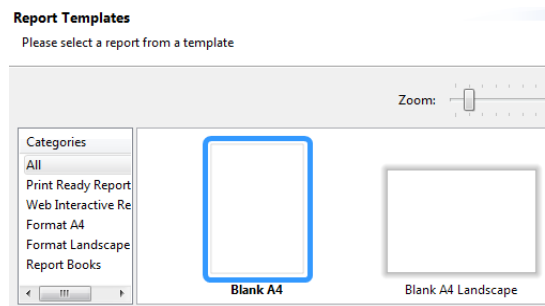 Report Templates
Please select a report from a template
Zoom:
Categories
All
Print Ready Report
Web Interactive Re
Format A4
Format Landscape
Report Books
Blank A4
Blank A4 Landscape